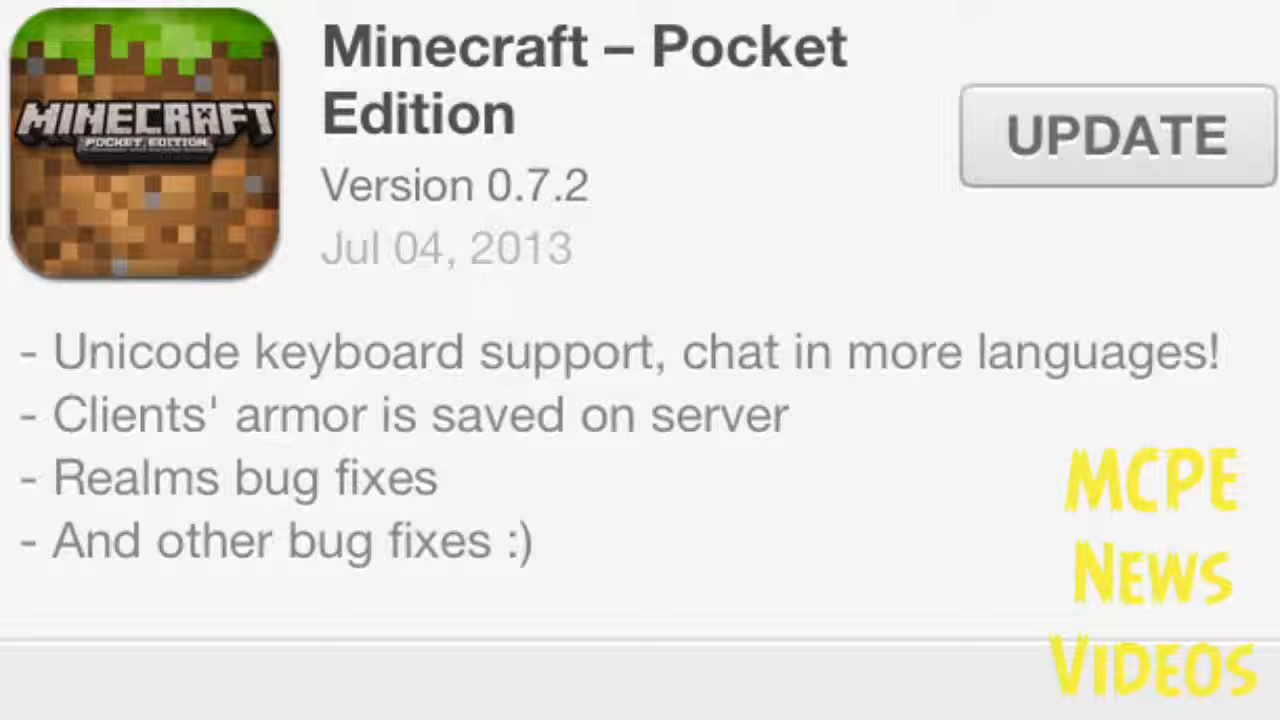 MINECRAFT
POCKET EDITION
Minecraft – Pocket
Edition
Version 0.7.2
Jul 04, 2013
UPDATE
- Unicode keyboard support, chat in more languages!
- Clients' armor is saved on server
- Realms bug fixes
- And other bug fixes :)
MCPE
News
Videos